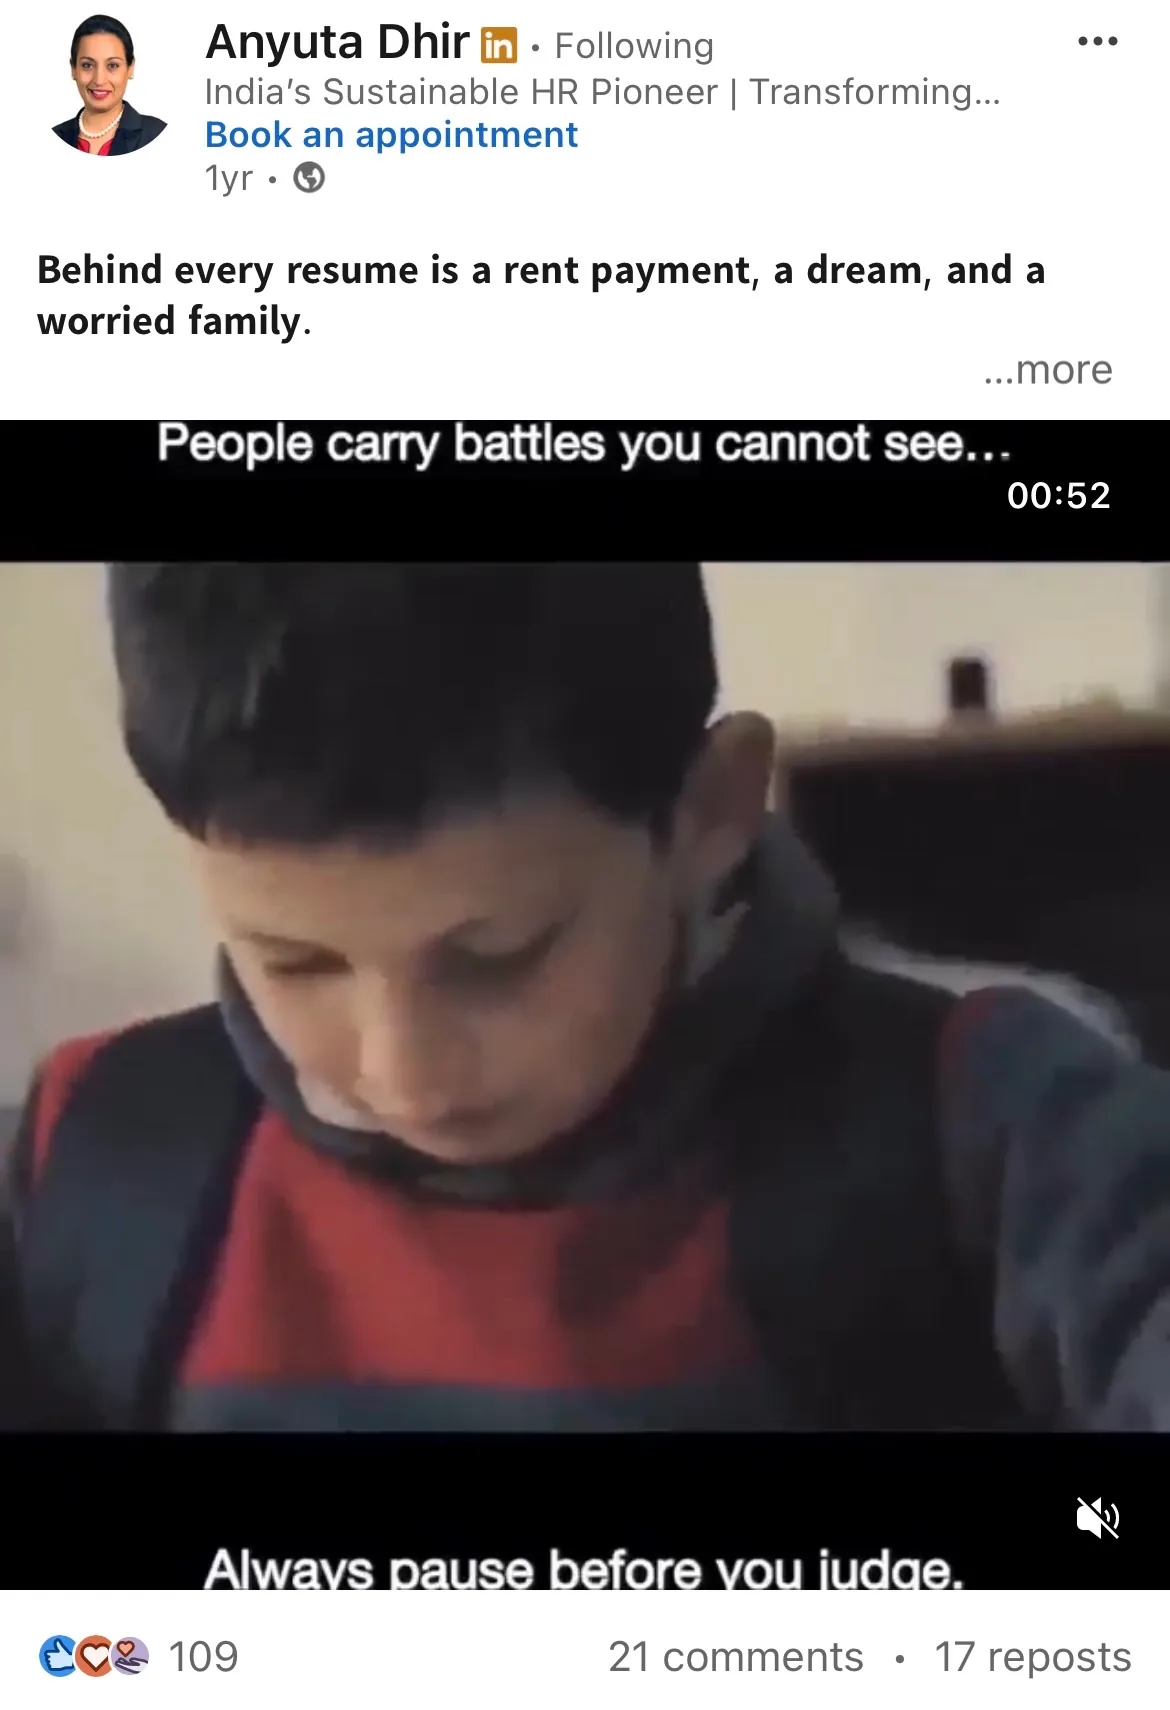 Anyuta Dhir in • Following
India’s Sustainable HR Pioneer | Transforming...
Book an appointment
1yr •
Behind every resume is a rent payment, a dream, and a
worried family.
...more
People carry battles you cannot see...
00:52
Always pause before you judge.
109 21 comments • 17 reposts